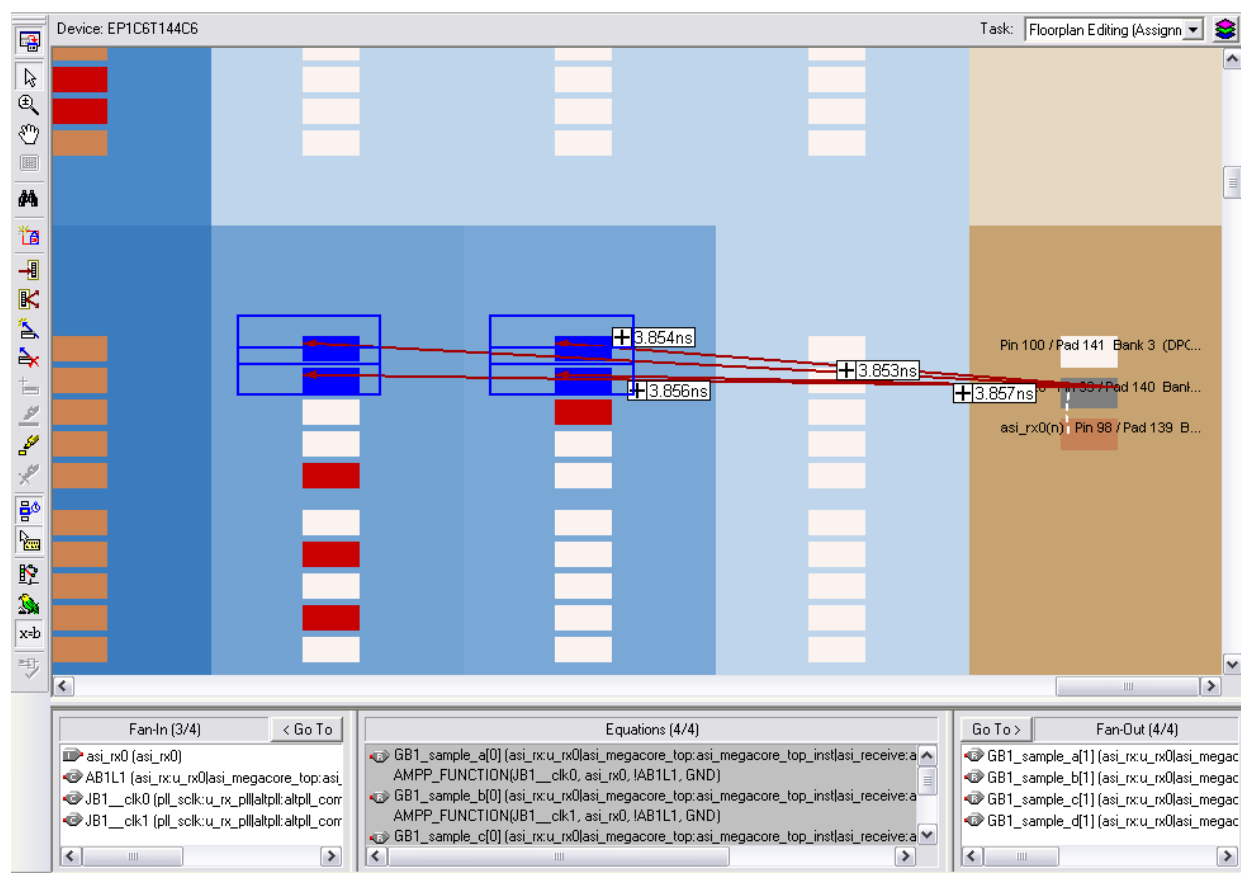 Device: EP1C6T144C6
Task: Floorplan Editing (Assignn
3.854ns
Pin 100 / Pad 141 Bank 3 (DPC...
3.853ns
3.856ns
3.857ns
Pin 99 / Pad 140 Bank...
asi_rx0(n) Pin 98 / Pad 139 B...
x=b
Fan-In (3/4)
< Go To
Equations (4/4)
Go To >
Fan-Out (4/4)
asi_rx0 (asi_rx0)
AB1L1 (asi_rx:u_rx0|asi_megacore_top:asi_
JB1__clk0 (pll_sclk:u_rx_pll|altpll:altpll_com
JB1__clk1 (pll_sclk:u_rx_pll|altpll:altpll_com
GB1_sample_a[0] (asi_rx:u_rx0|asi_megacore_top:asi_megacore_top_inst|asi_receive:a
AMPP_FUNCTION(JB1__clk0, asi_rx0, !AB1L1, GND)
GB1_sample_b[0] (asi_rx:u_rx0|asi_megacore_top:asi_megacore_top_inst|asi_receive:a
AMPP_FUNCTION(JB1__clk1, asi_rx0, !AB1L1, GND)
GB1_sample_c[0] (asi_rx:u_rx0|asi_megacore_top:asi_megacore_top_inst|asi_receive:a
GB1_sample_a[1] (asi_rx:u_rx0|asi_megac
GB1_sample_b[1] (asi_rx:u_rx0|asi_megac
GB1_sample_c[1] (asi_rx:u_rx0|asi_megac
GB1_sample_d[1] (asi_rx:u_rx0|asi_megac